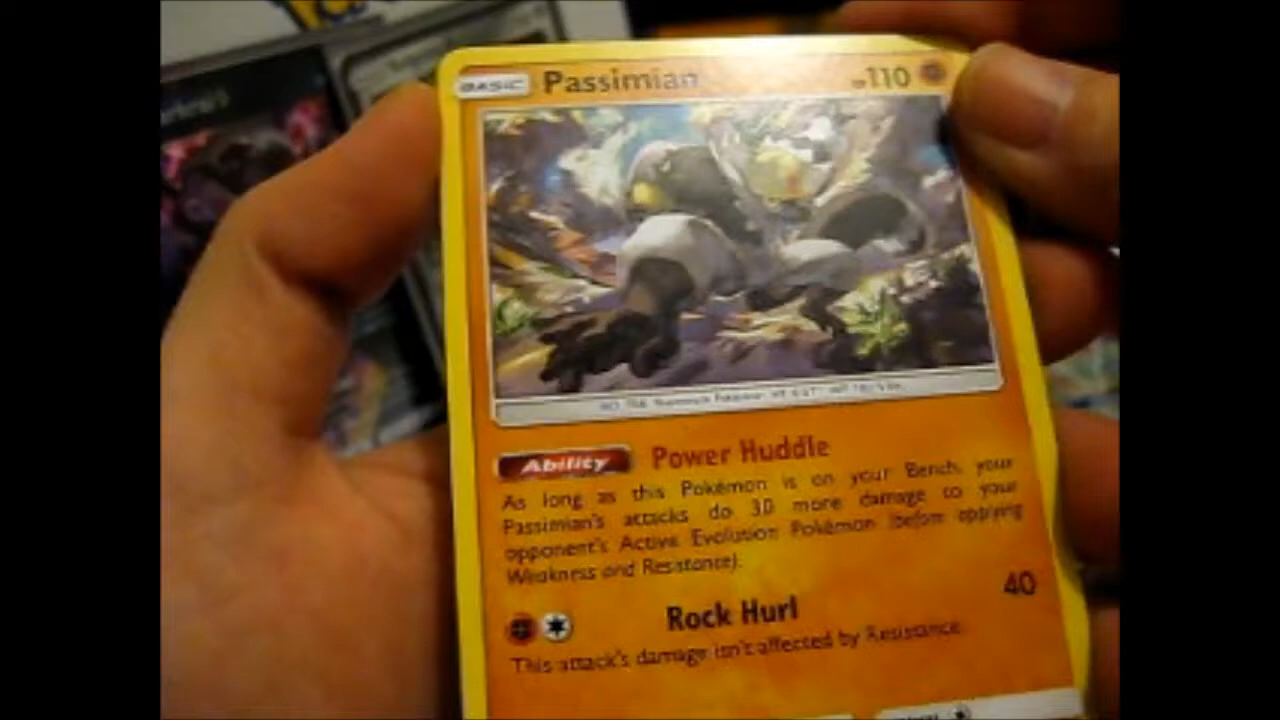 BASIC Passimian HP110
Ability Power Huddle
As long as this Pokémon is on your Bench, your
Passimian's attacks do 30 more damage to your
opponent's Active Evolution Pokémon (before applying
Weakness and Resistance).
Rock Hurl 40
This attack's damage isn't affected by Resistance.